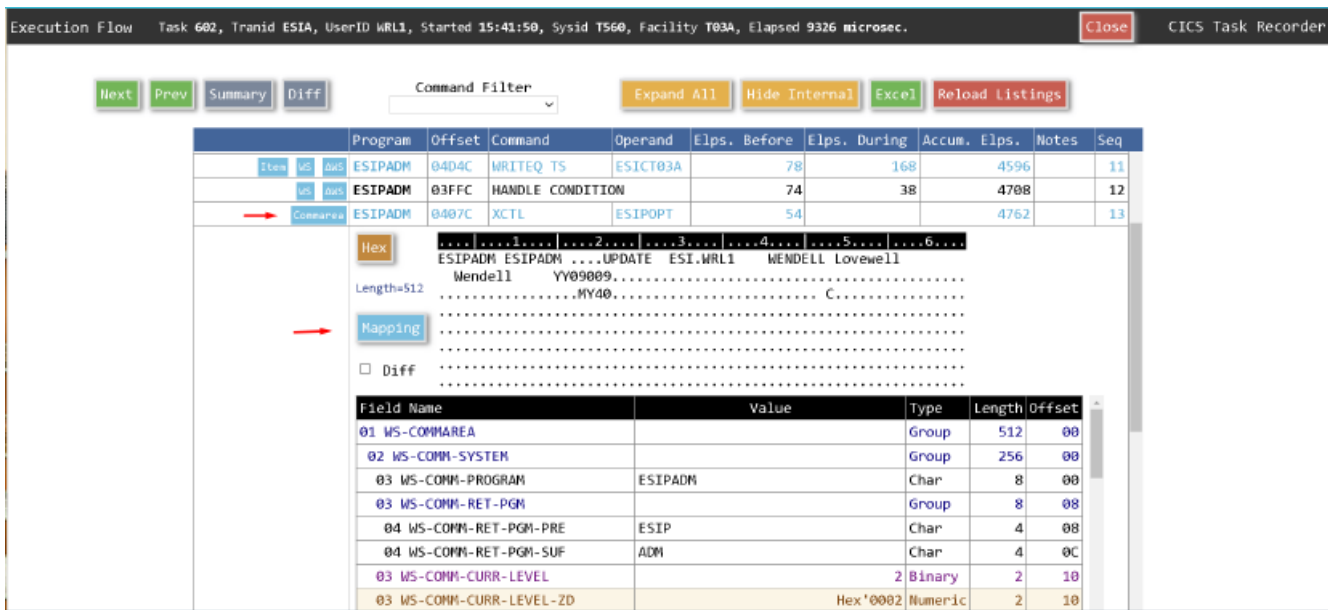 Execution Flow Task 602, Tranid ESIA, UserID WRL1, Started 15:41:50, Sysid T560, Facility T03A, Elapsed 9326 microsec. Close CICS Task Recorder
Command Filter
Next Prev Summary Diff Expand All Hide Internal Excel Reload Listings
Program Offset Command Operand Elps. Before Elps. During Accum. Elps. Notes Seq
Item WS ΔWS ESIPADM 04D4C WRITEQ TS ESICT03A 78 168 4596 11
WS ΔWS ESIPADM 03FFC HANDLE CONDITION 74 38 4708 12
Commarea ESIPADM 0407C XCTL ESIPOPT 54 4762 13
Hex
....|....1....|....2....|....3....|....4....|....5....|....6....
ESIPADM ESIPADM ....UPDATE ESI.WRL1 WENDELL Lovewell
Wendell YY09009...........................................
Length=512
.................MY40......................... C................
Mapping
................................................................
................................................................
................................................................
Diff
................................................................
................................................................
Field Name Value Type Length Offset
01 WS-COMMAREA Group 512 00
02 WS-COMM-SYSTEM Group 256 00
03 WS-COMM-PROGRAM ESIPADM Char 8 00
03 WS-COMM-RET-PGM Group 8 08
04 WS-COMM-RET-PGM-PRE ESIP Char 4 08
04 WS-COMM-RET-PGM-SUF ADM Char 4 0C
03 WS-COMM-CURR-LEVEL 2 Binary 2 10
03 WS-COMM-CURR-LEVEL-ZD Hex'0002 Numeric 2 10